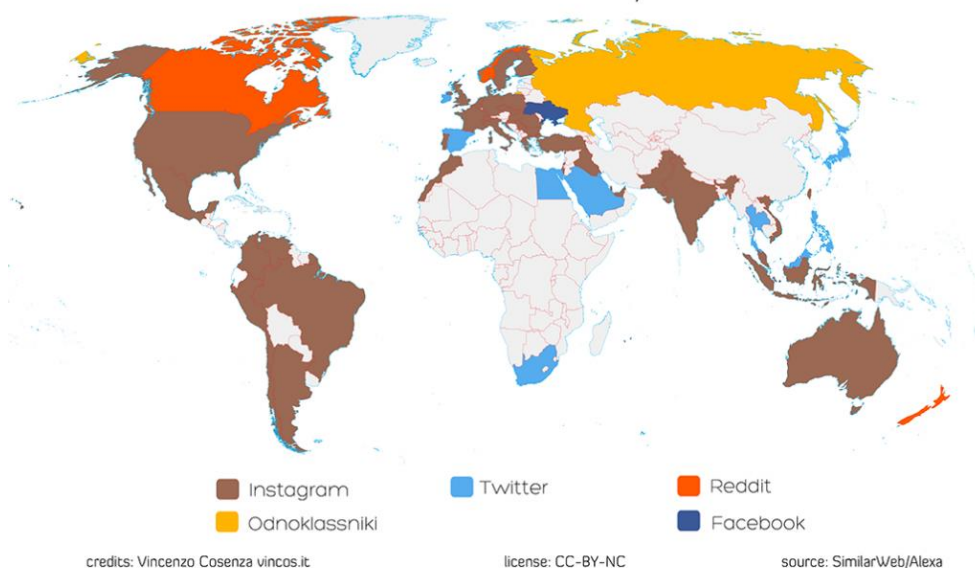 Instagram
Twitter
Reddit
Odnoklassniki
Facebook
credits: Vincenzo Cosenza vincos.it
license: CC-BY-NC
source: SimilarWeb/Alexa